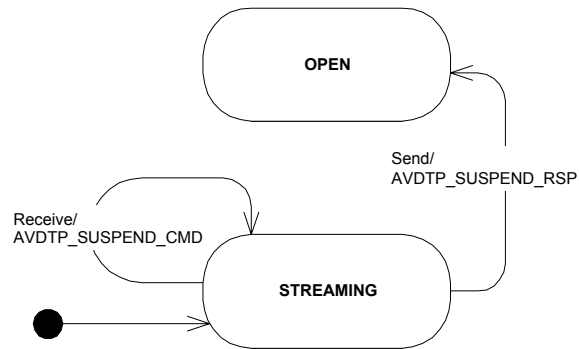 OPEN
Send/
AVDTP_SUSPEND_RSP
Receive/
AVDTP_SUSPEND_CMD
STREAMING